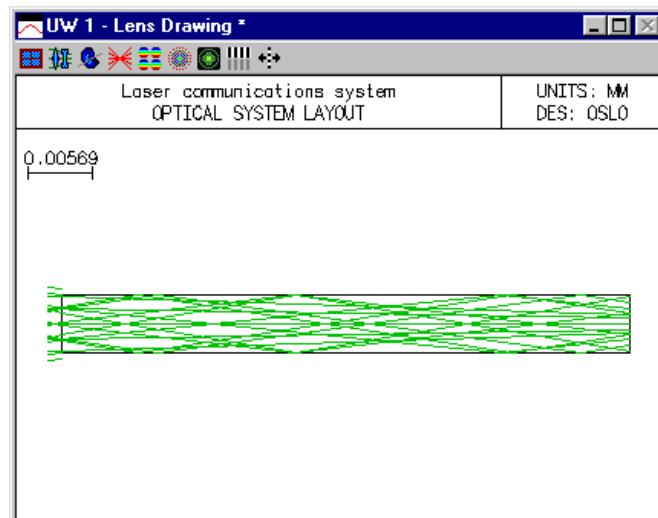 UW 1 - Lens Drawing *
Laser communications system
OPTICAL SYSTEM LAYOUT
UNITS: MM
DES: OSLO
0.00569